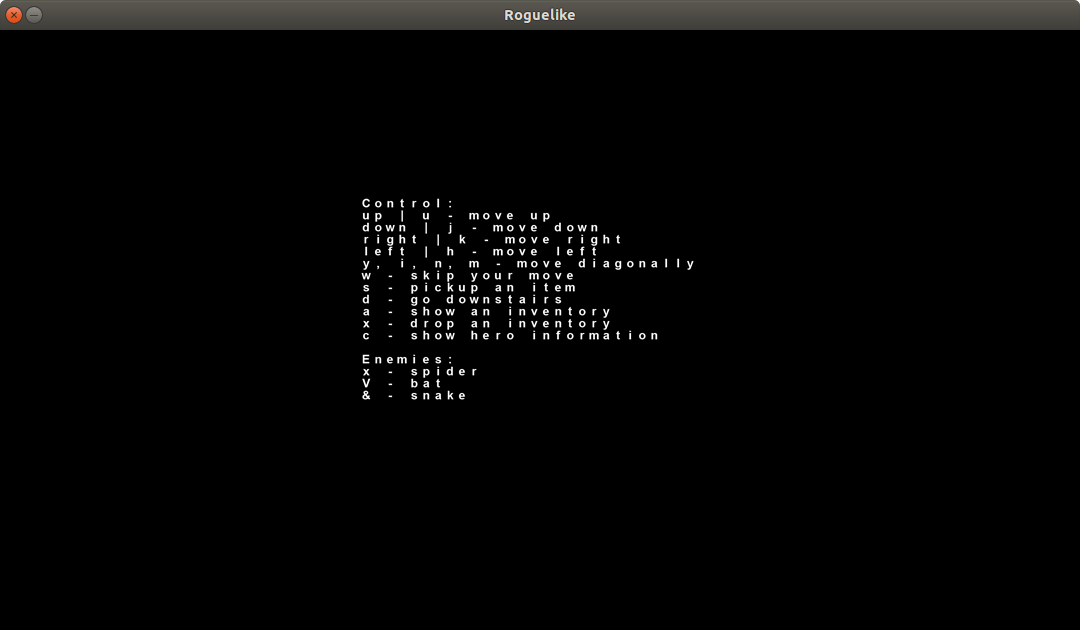 Roguelike
Control:
up | u - move up
down | j - move down
right | k - move right
left | h - move left
y, i, n, m - move diagonally
w - skip your move
s - pickup an item
d - go downstairs
a - show an inventory
x - drop an inventory
c - show hero information
Enemies:
x - spider
V - bat
& - snake